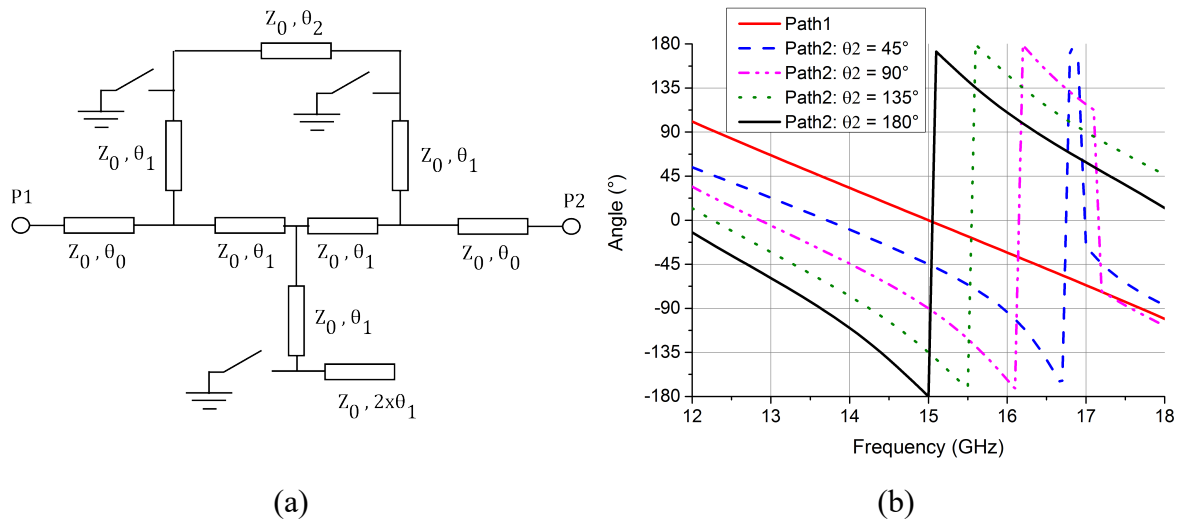 (a)
Z0 , θ2
Z0 , θ1
Z0 , θ1
P1
P2
Z0 , θ0
Z0 , θ1
Z0 , θ1
Z0 , θ0
Z0 , θ1
Z0 , 2xθ1
(a)
(b)
Path1
Path2: θ2 = 45°
Path2: θ2 = 90°
Path2: θ2 = 135°
Path2: θ2 = 180°
180
135
90
45
0
-45
-90
-135
-180
Angle (°)
12
13
14
15
16
17
18
Frequency (GHz)
(b)